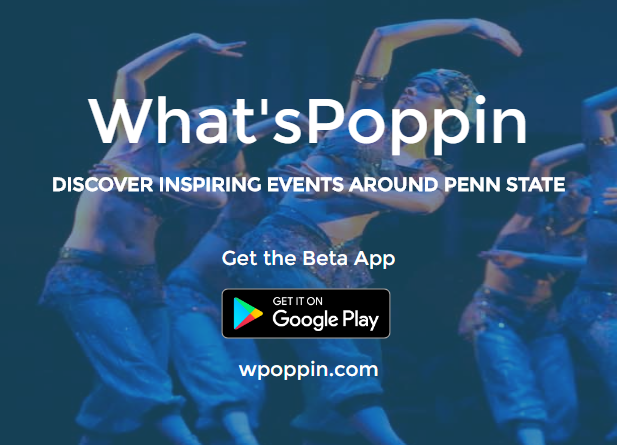 What'sPoppin
DISCOVER INSPIRING EVENTS AROUND PENN STATE
Get the Beta App
GET IT ON
Google Play
wpoppin.com